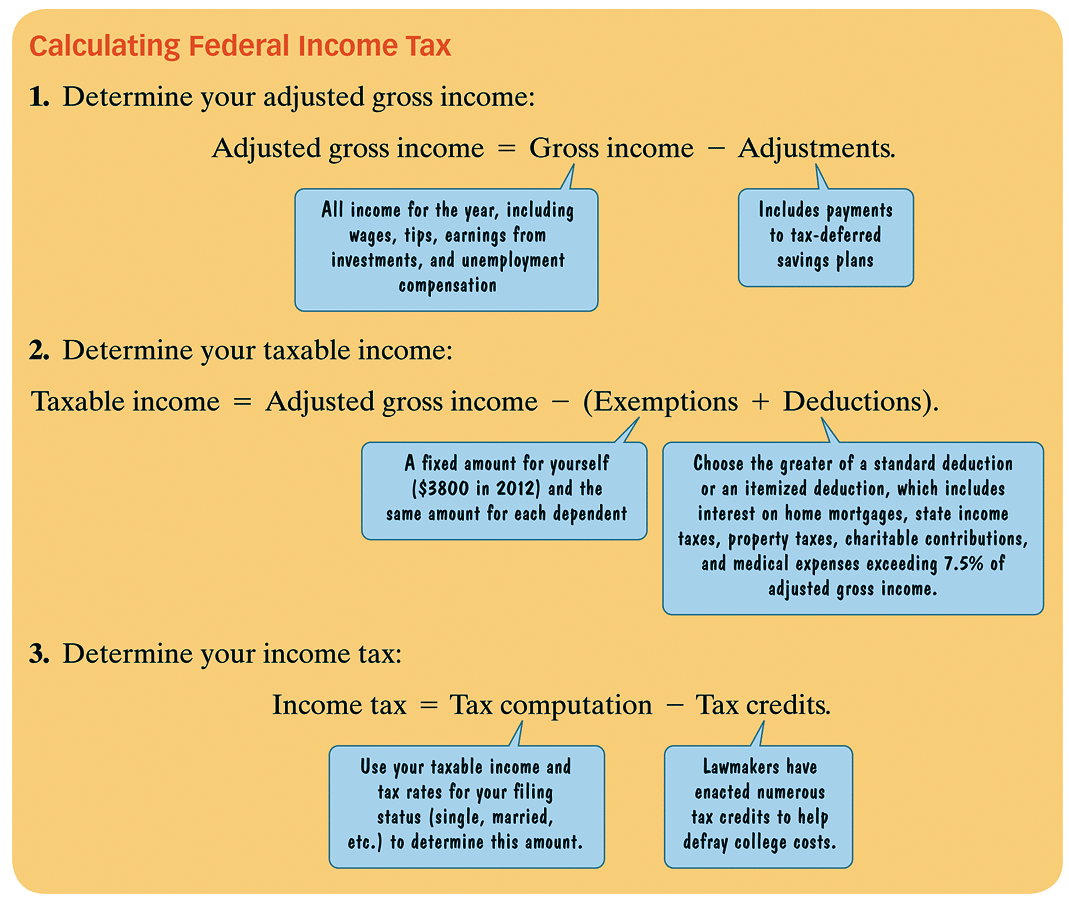 Calculating Federal Income Tax
1. Determine your adjusted gross income:
Adjusted gross income = Gross income − Adjustments.
All income for the year, including
wages, tips, earnings from
investments, and unemployment
compensation
Includes payments
to tax-deferred
savings plans
2. Determine your taxable income:
Taxable income = Adjusted gross income − (Exemptions + Deductions).
A fixed amount for yourself
($3800 in 2012) and the
same amount for each dependent
Choose the greater of a standard deduction
or an itemized deduction, which includes
interest on home mortgages, state income
taxes, property taxes, charitable contributions,
and medical expenses exceeding 7.5% of
adjusted gross income.
3. Determine your income tax:
Income tax = Tax computation − Tax credits.
Use your taxable income and
tax rates for your filing
status (single, married,
etc.) to determine this amount.
Lawmakers have
enacted numerous
tax credits to help
defray college costs.